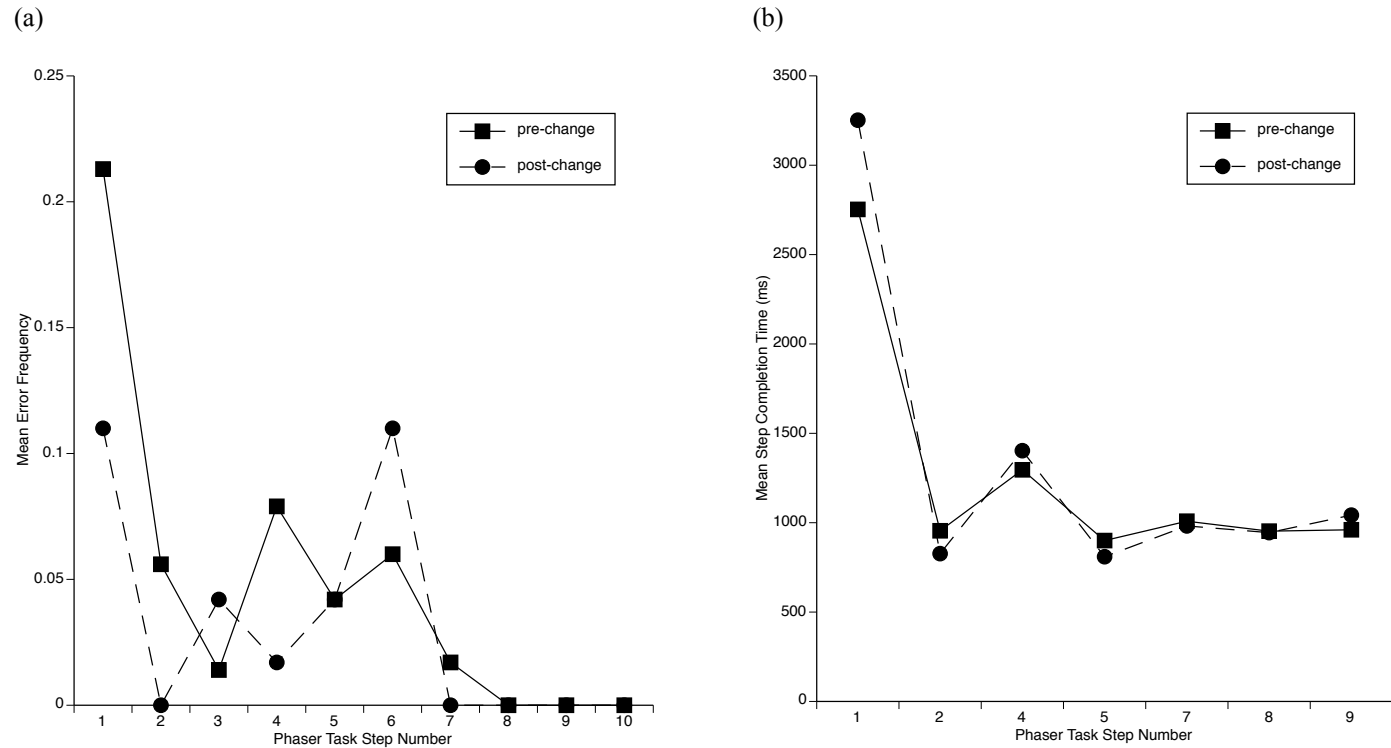 (a)
0.25
0.2
0.15
0.1
0.05
0
Mean Error Frequency
pre-change
post-change
1 2 3 4 5 6 7 8 9 10
Phaser Task Step Number
(b)
3500
3000
2500
2000
1500
1000
500
0
Mean Step Completion Time (ms)
pre-change
post-change
1 2 4 5 7 8 9
Phaser Task Step Number